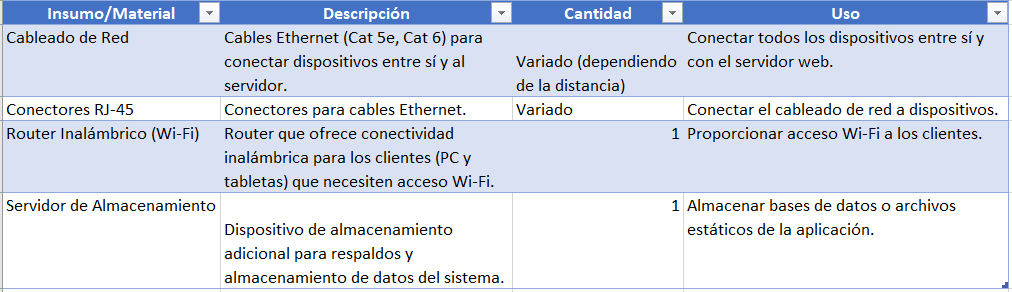 Insumo/Material Descripción Cantidad Uso
Cableado de Red
Cables Ethernet (Cat 5e, Cat 6) para
conectar dispositivos entre sí y al
servidor.
Variado (dependiendo
de la distancia)
Conectar todos los dispositivos entre sí y
con el servidor web.
Conectores RJ-45
Conectores para cables Ethernet.
Variado
Conectar el cableado de red a dispositivos.
Router Inalámbrico (Wi-Fi)
Router que ofrece conectividad
inalámbrica para los clientes (PC y
tabletas) que necesiten acceso Wi-Fi.
1
Proporcionar acceso Wi-Fi a los clientes.
Servidor de Almacenamiento
Dispositivo de almacenamiento
adicional para respaldos y
almacenamiento de datos del sistema.
1
Almacenar bases de datos o archivos
estáticos de la aplicación.